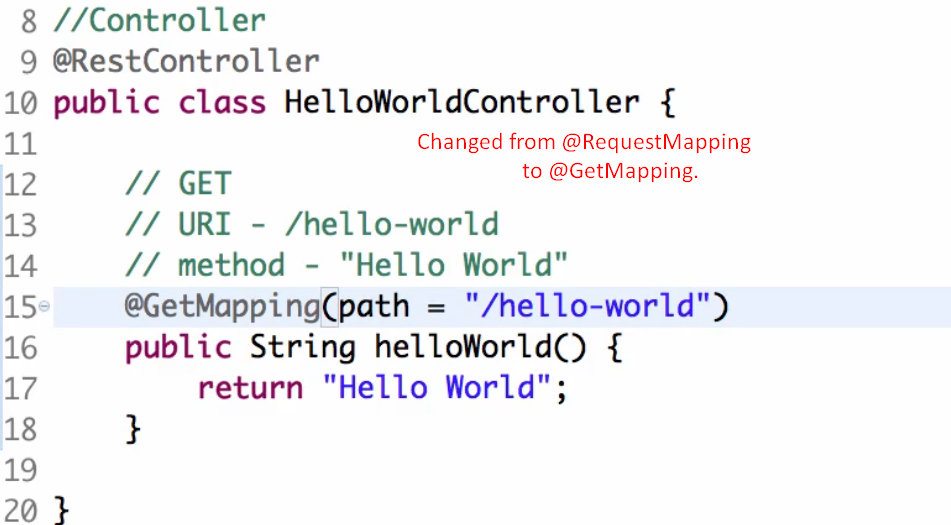 8 //Controller
9 @RestController
10 public class HelloWorldController {
11
Changed from @RequestMapping
to @GetMapping.
12 // GET
13 // URI - /hello-world
14 // method - "Hello World"
15 @GetMapping(path = "/hello-world")
16 public String helloWorld() {
17 return "Hello World";
18 }
19
20 }